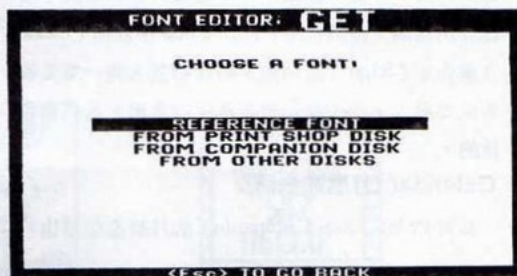 FONT EDITOR: GET
CHOOSE A FONT:
REFERENCE FONT
FROM PRINT SHOP DISK
FROM COMPANION DISK
FROM OTHER DISKS
<Esc> TO GO BACK